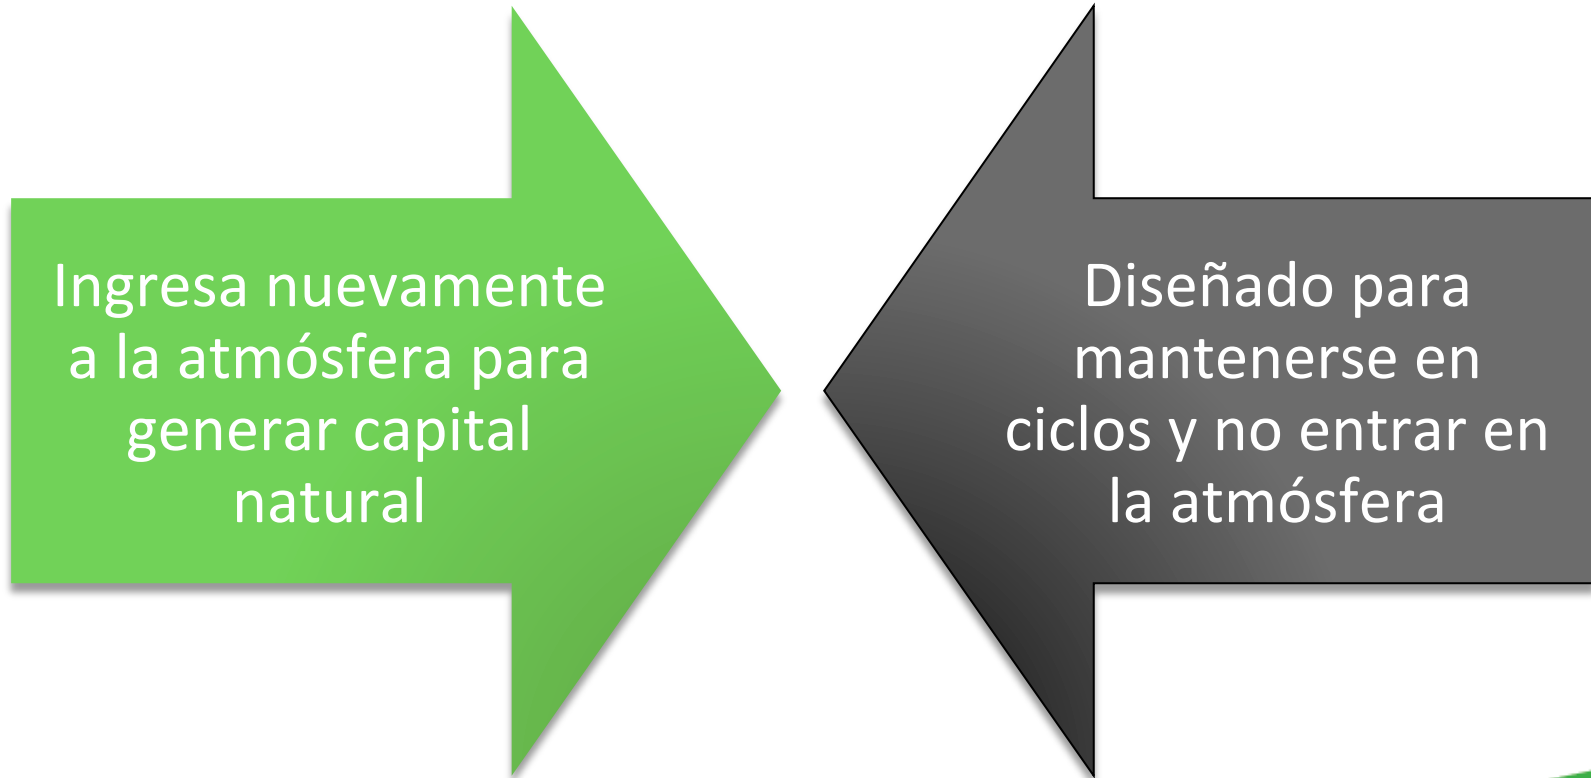 Ingresa nuevamente
a la atmósfera para
generar capital
natural
Diseñado para
mantenerse en
ciclos y no entrar en
la atmósfera